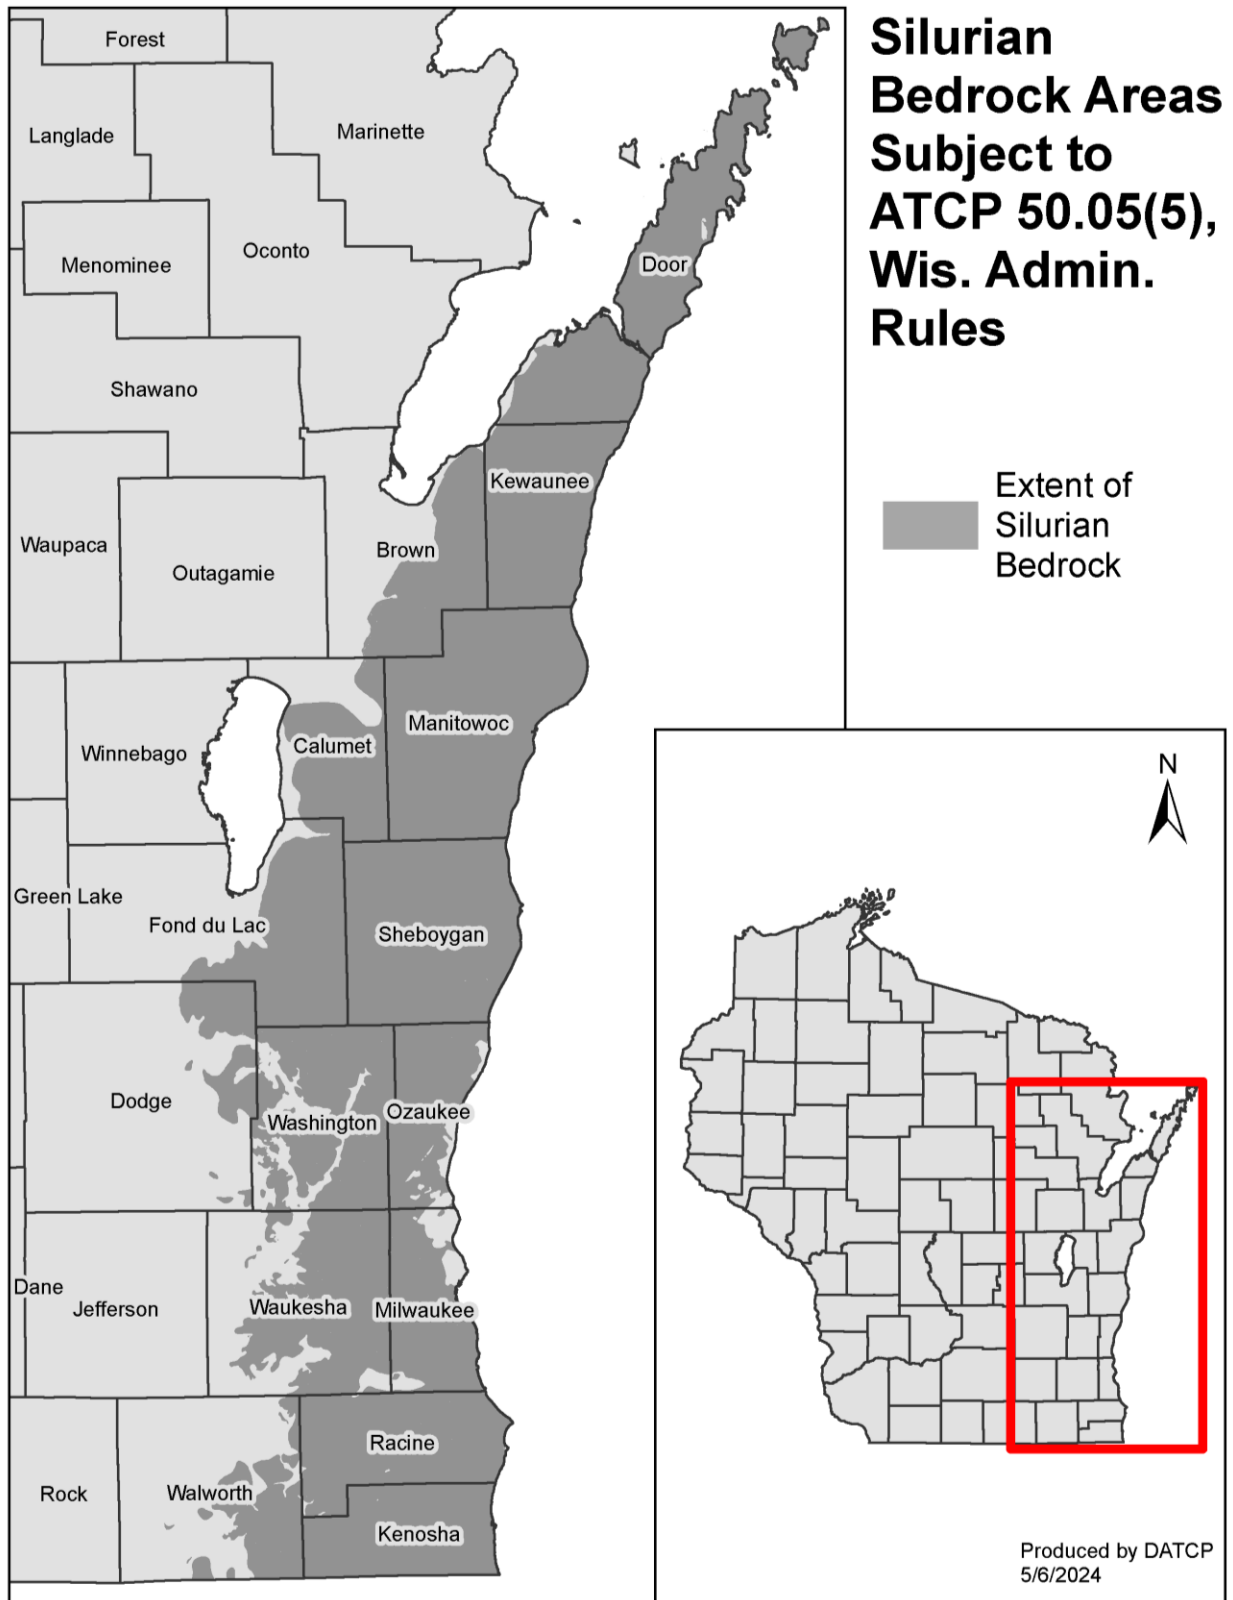 Silurian
Bedrock Areas
Subject to
ATCP 50.05(5),
Wis. Admin.
Rules
Extent of
Silurian
Bedrock
Forest
Langlade
Marinette
Menominee
Oconto
Door
Shawano
Kewaunee
Waupaca
Outagamie
Brown
Winnebago
Calumet
Manitowoc
Green Lake
Fond du Lac
Sheboygan
Dodge
Washington
Ozaukee
Dane
Jefferson
Waukesha
Milwaukee
Racine
Rock
Walworth
Kenosha
N
Produced by DATCP
5/6/2024